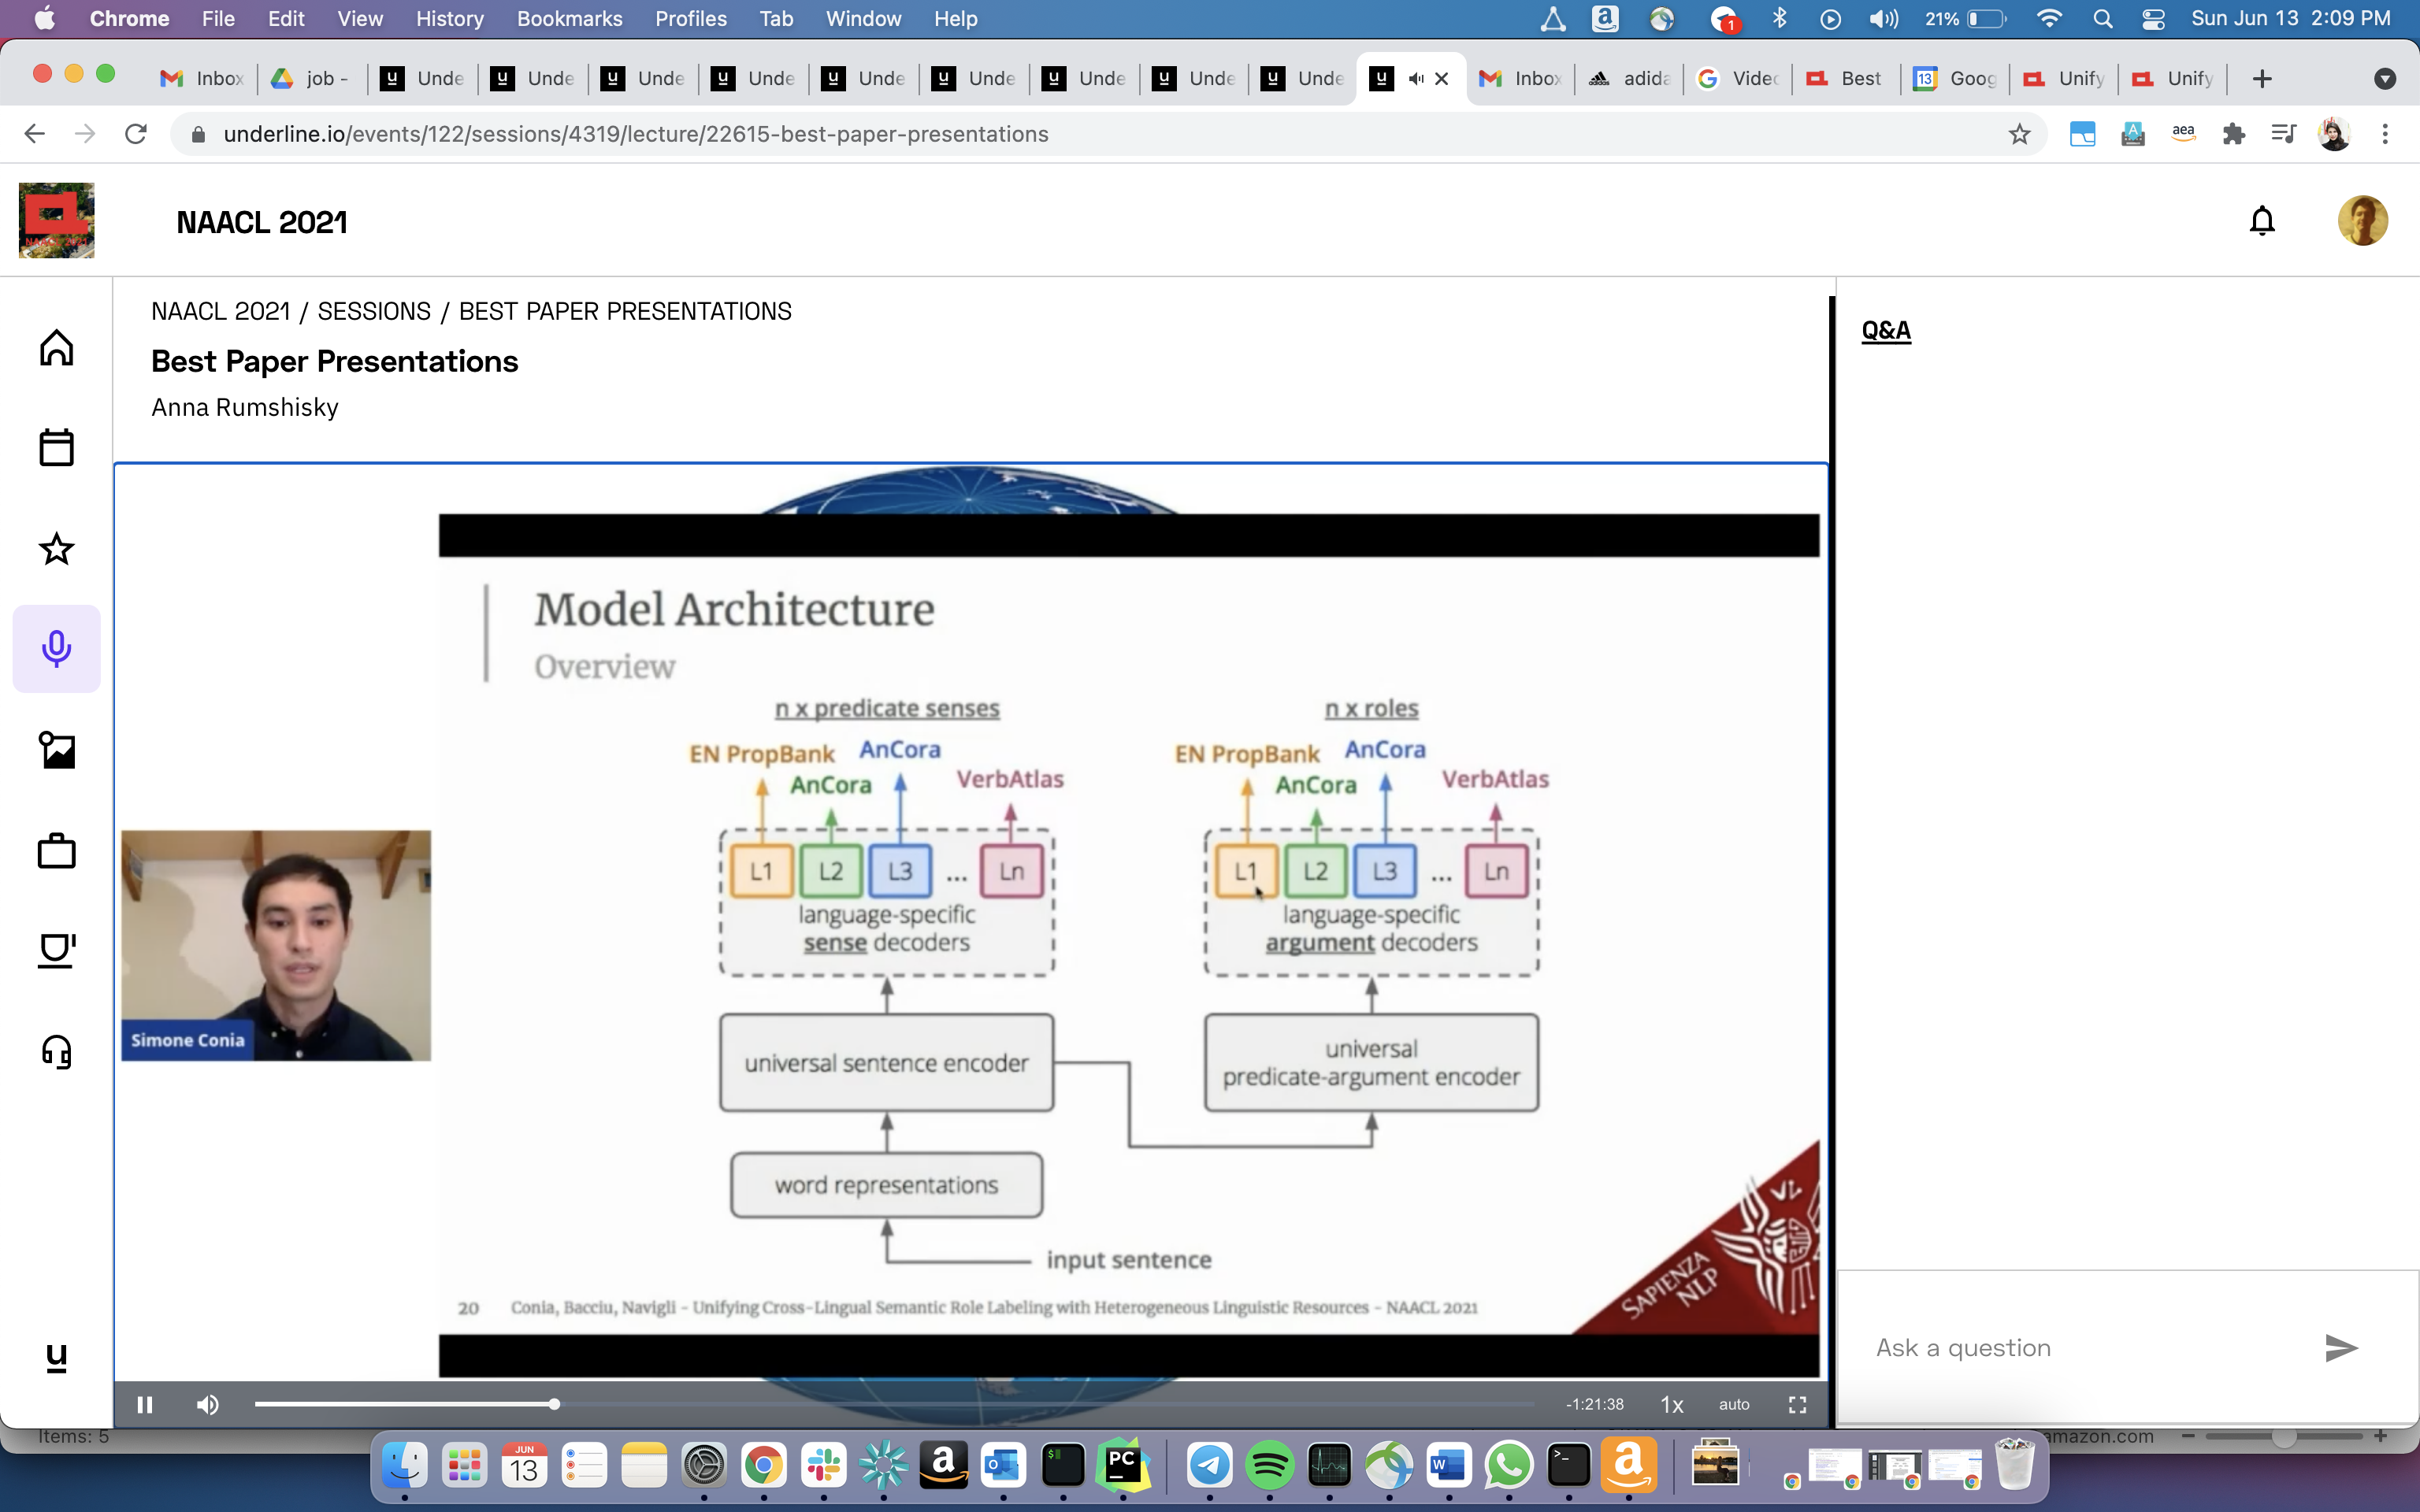 Chrome File Edit View History Bookmarks Profiles Tab Window Help 1 21% Sun Jun 13 2:09 PM
Inbox job - Unde Unde Unde Unde Unde Unde Unde Unde Unde Inbox adida Videc Best 13 Goog Unify Unify
underline.io/events/122/sessions/4319/lecture/22615-best-paper-presentations aea
NAACL 2021
NAACL 2021 / SESSIONS / BEST PAPER PRESENTATIONS
Best Paper Presentations
Anna Rumshisky
Q&A
Model Architecture
Overview
n x predicate senses
EN PropBank AnCora
AnCora VerbAtlas
L1 L2 L3 ... Ln
language-specific
sense decoders
n x roles
EN PropBank AnCora
AnCora VerbAtlas
L1 L2 L3 ... Ln
language-specific
argument decoders
universal sentence encoder
universal
predicate-argument encoder
word representations
input sentence
Simone Conia
20 Conia, Bacciu, Navigli - Unifying Cross-Lingual Semantic Role Labeling with Heterogeneous Linguistic Resources - NAACL 2021
SAPIENZA
NLP
Ask a question
-1:21:38 1x auto
Items: 5
amazon.com
JUN
13
PC